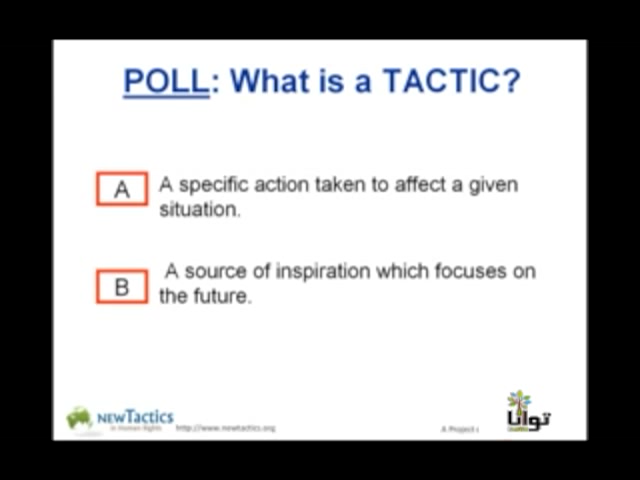 POLL: What is a TACTIC?
A
A specific action taken to affect a given
situation.
B
A source of inspiration which focuses on
the future.
NEWTactics
in Human Rights
http://www.newtactics.org
A Project
توانا